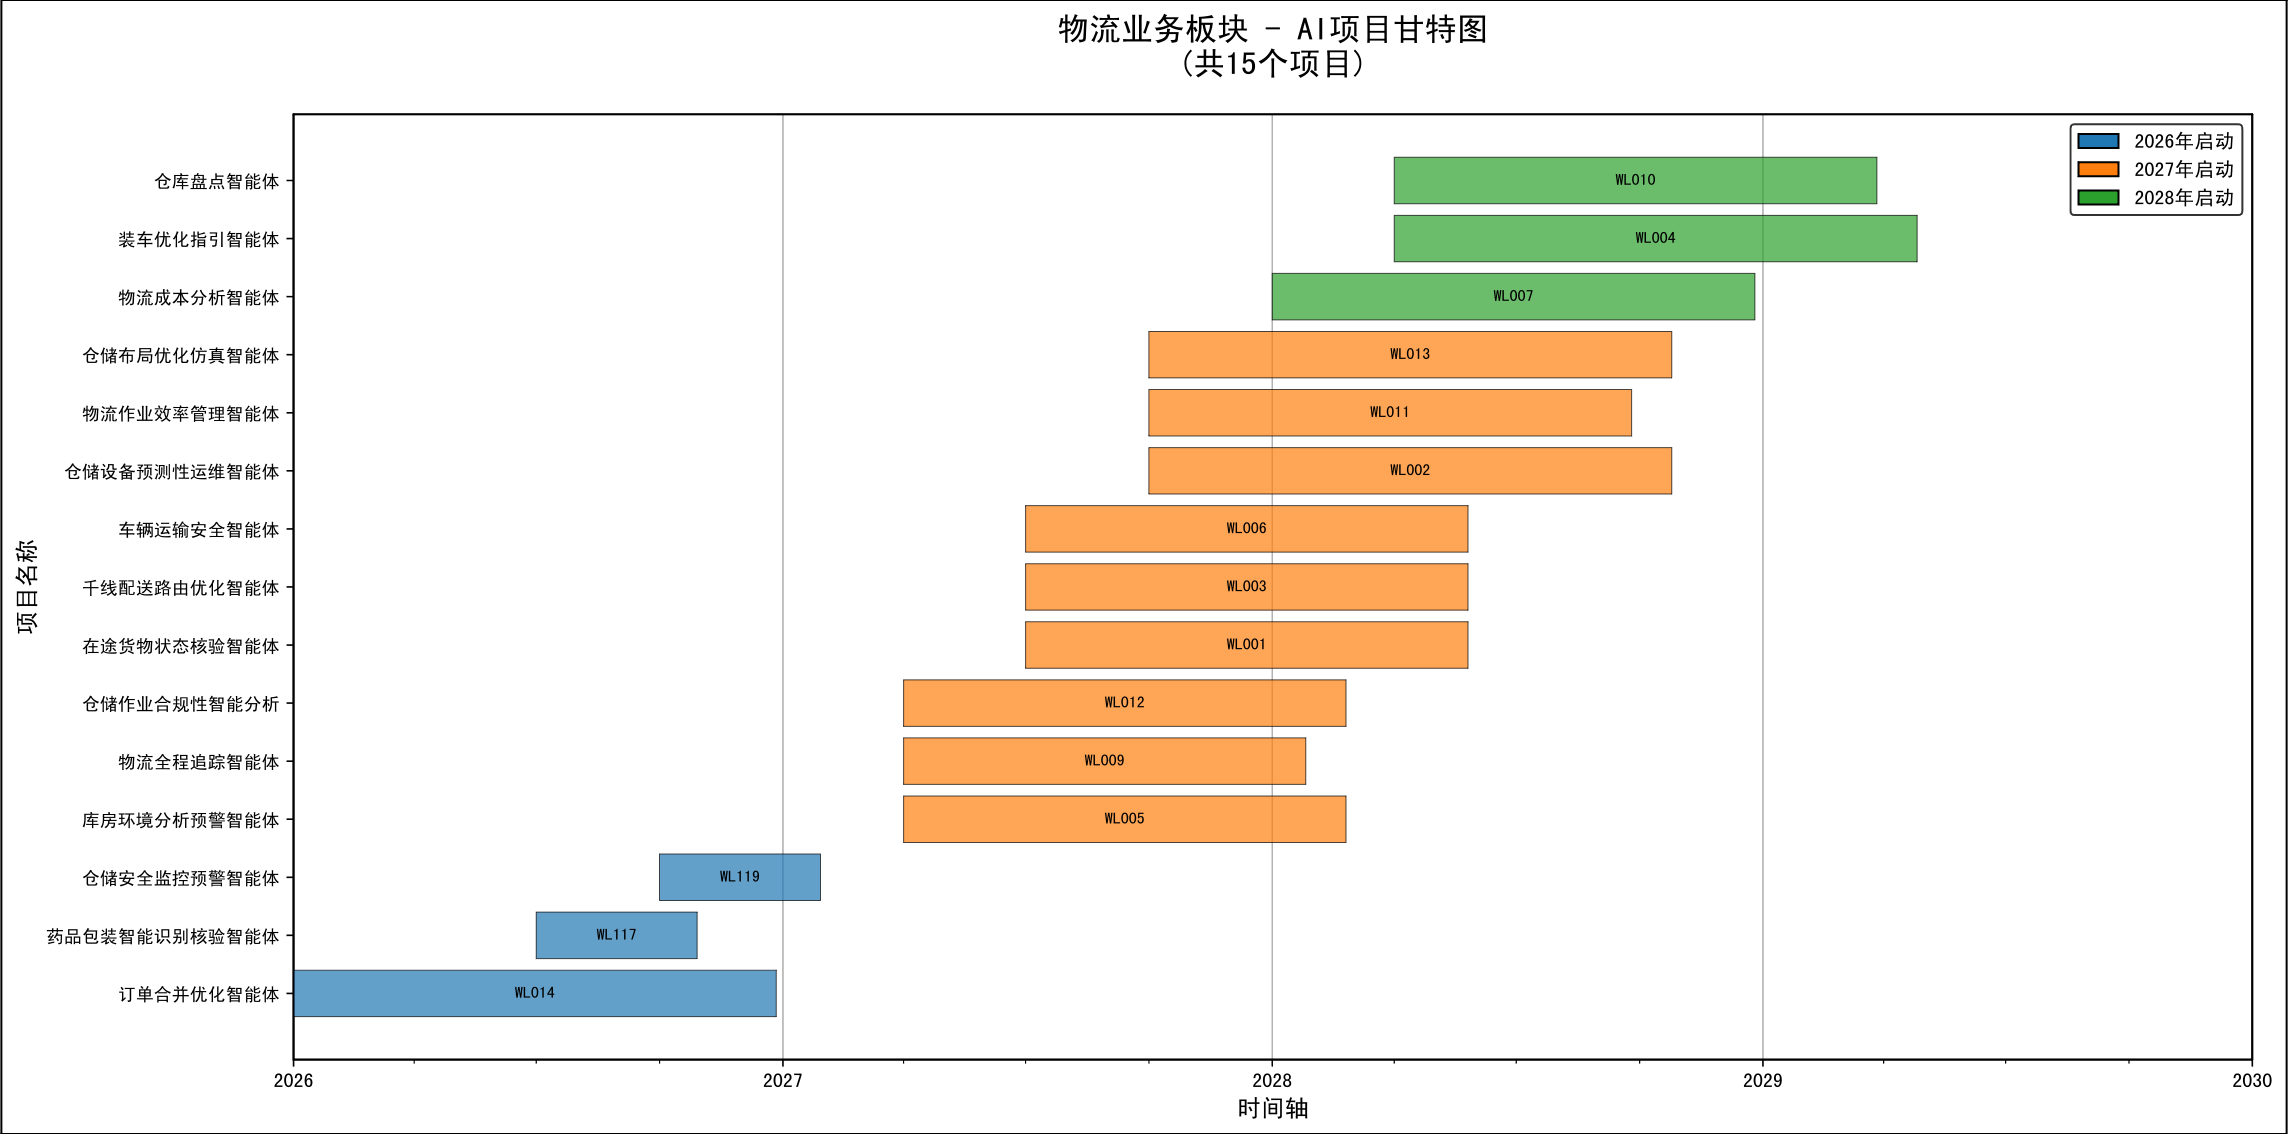 物流业务板块 - AI项目甘特图
(共15个项目)
2026年启动
2027年启动
2028年启动
仓库盘点智能体
WL010
装车优化指引智能体
WL004
物流成本分析智能体
WL007
仓储布局优化仿真智能体
WL013
物流作业效率管理智能体
WL011
仓储设备预测性运维智能体
WL002
车辆运输安全智能体
WL006
千线配送路由优化智能体
WL003
在途货物状态核验智能体
WL001
仓储作业合规性智能分析
WL012
物流全程追踪智能体
WL009
库房环境分析预警智能体
WL005
仓储安全监控预警智能体
WL119
药品包装智能识别核验智能体
WL117
订单合并优化智能体
WL014
项目名称
2026 2027 2028 2029 2030
时间轴